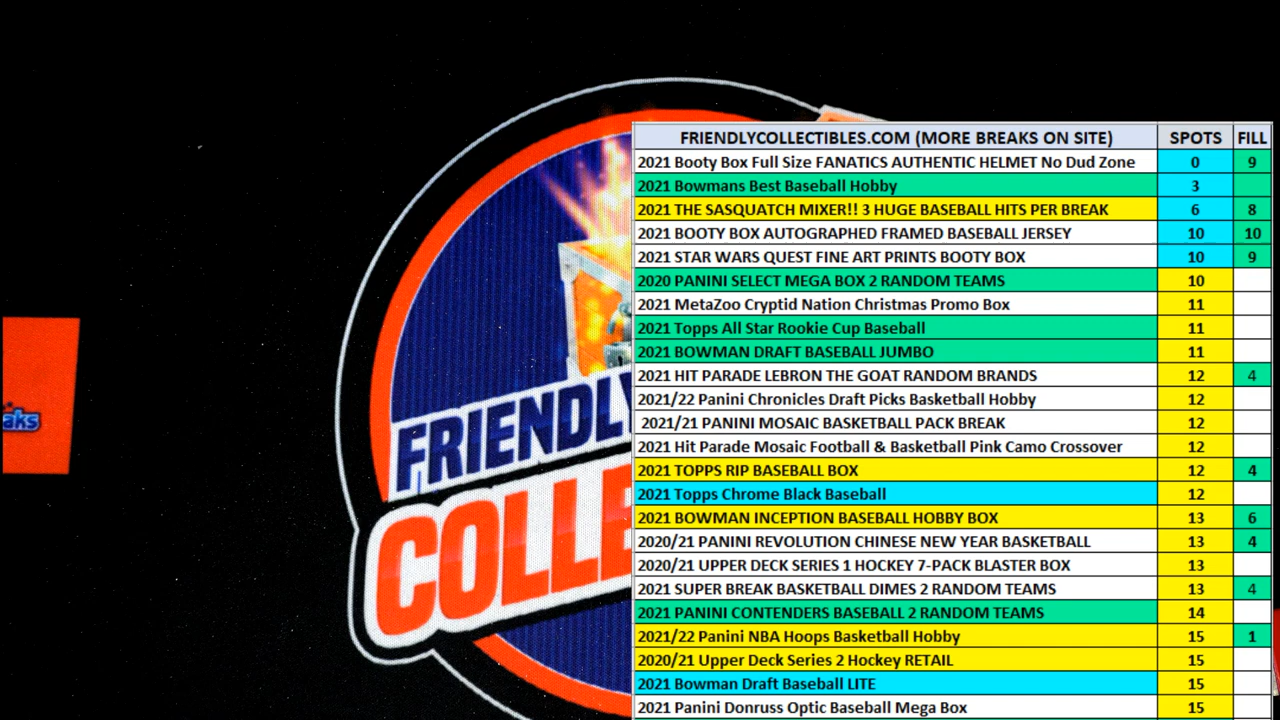 aks
FRIENDLY
COLLE
FRIENDLYCOLLECTIBLES.COM (MORE BREAKS ON SITE) SPOTS FILL
2021 Booty Box Full Size FANATICS AUTHENTIC HELMET No Dud Zone 0 9
2021 Bowmans Best Baseball Hobby 3
2021 THE SASQUATCH MIXER!! 3 HUGE BASEBALL HITS PER BREAK 6 8
2021 BOOTY BOX AUTOGRAPHED FRAMED BASEBALL JERSEY 10 10
2021 STAR WARS QUEST FINE ART PRINTS BOOTY BOX 10 9
2020 PANINI SELECT MEGA BOX 2 RANDOM TEAMS 10
2021 MetaZoo Cryptid Nation Christmas Promo Box 11
2021 Topps All Star Rookie Cup Baseball 11
2021 BOWMAN DRAFT BASEBALL JUMBO 11
2021 HIT PARADE LEBRON THE GOAT RANDOM BRANDS 12 4
2021/22 Panini Chronicles Draft Picks Basketball Hobby 12
2021/21 PANINI MOSAIC BASKETBALL PACK BREAK 12
2021 Hit Parade Mosaic Football & Basketball Pink Camo Crossover 12
2021 TOPPS RIP BASEBALL BOX 12 4
2021 Topps Chrome Black Baseball 12
2021 BOWMAN INCEPTION BASEBALL HOBBY BOX 13 6
2020/21 PANINI REVOLUTION CHINESE NEW YEAR BASKETBALL 13 4
2020/21 UPPER DECK SERIES 1 HOCKEY 7-PACK BLASTER BOX 13
2021 SUPER BREAK BASKETBALL DIMES 2 RANDOM TEAMS 13 4
2021 PANINI CONTENDERS BASEBALL 2 RANDOM TEAMS 14
2021/22 Panini NBA Hoops Basketball Hobby 15 1
2020/21 Upper Deck Series 2 Hockey RETAIL 15
2021 Bowman Draft Baseball LITE 15
2021 Panini Donruss Optic Baseball Mega Box 15